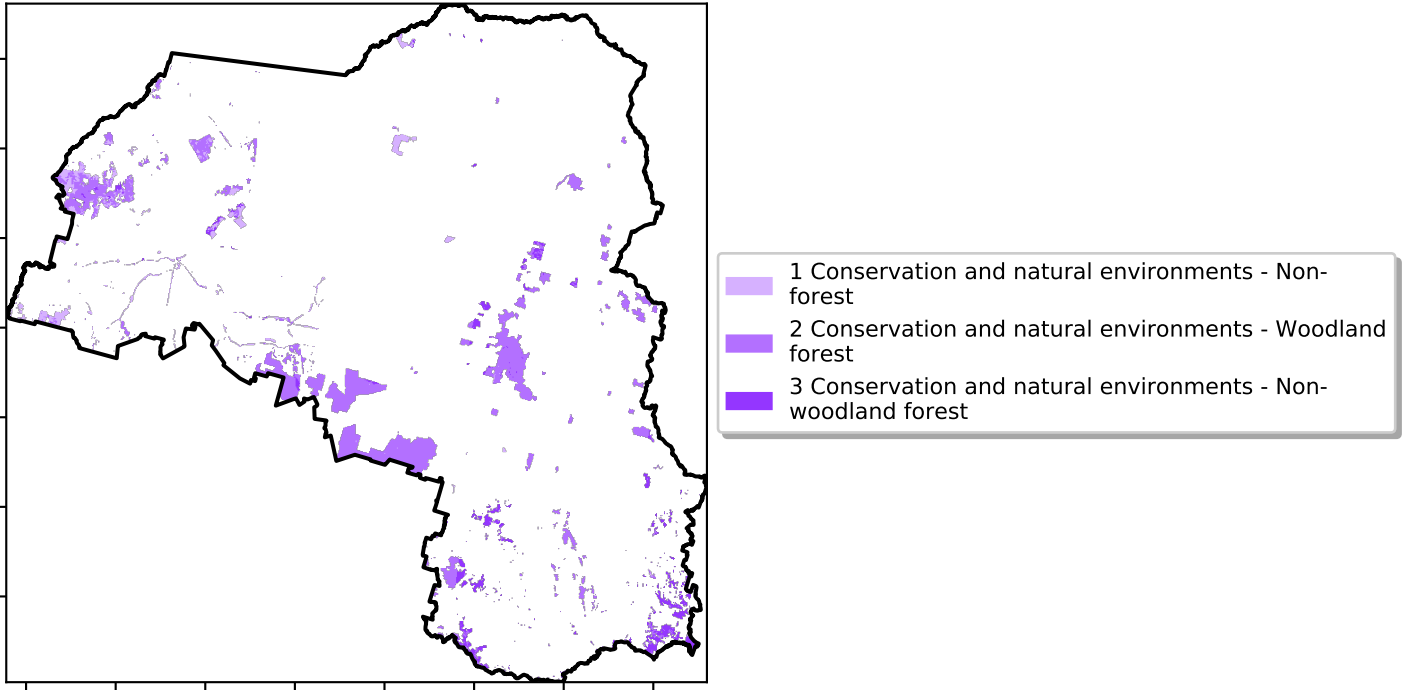 1 Conservation and natural environments - Non-
forest
2 Conservation and natural environments - Woodland
forest
3 Conservation and natural environments - Non-
woodland forest